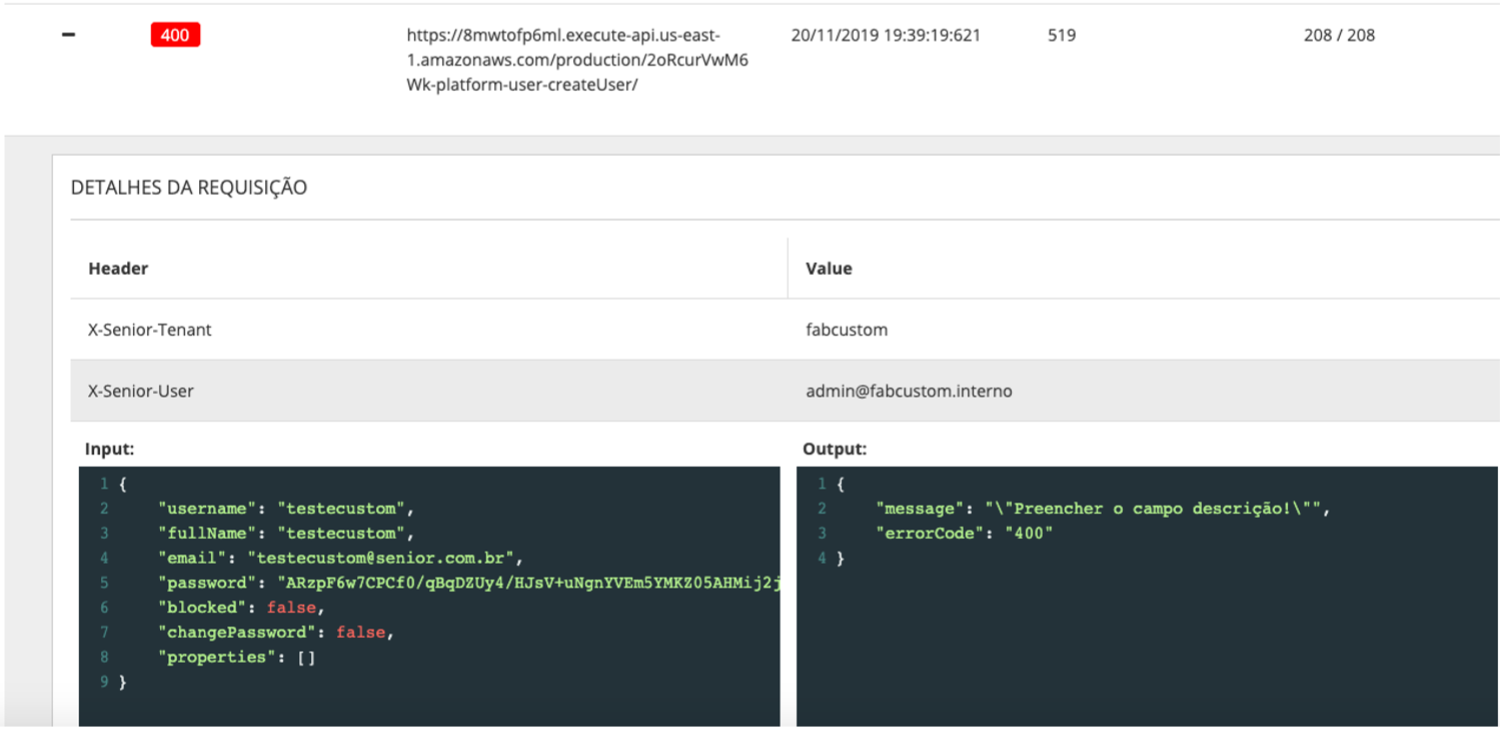 − 400 https://8mwtofp6ml.execute-api.us-east- 20/11/2019 19:39:19:621 519 208 / 208
1.amazonaws.com/production/2oRcurVwM6
Wk-platform-user-createUser/
DETALHES DA REQUISIÇÃO
Header Value
X-Senior-Tenant fabcustom
X-Senior-User admin@fabcustom.interno
Input:
1 {
2 "username": "testecustom",
3 "fullName": "testecustom",
4 "email": "testecustom@senior.com.br",
5 "password": "ARzpF6w7CPCf0/qBqDZUy4/HJsV+uNgnYVEm5YMKZ05AHMij2j
6 "blocked": false,
7 "changePassword": false,
8 "properties": []
9 }
Output:
1 {
2 "message": "\"Preencher o campo descrição!\"",
3 "errorCode": "400"
4 }